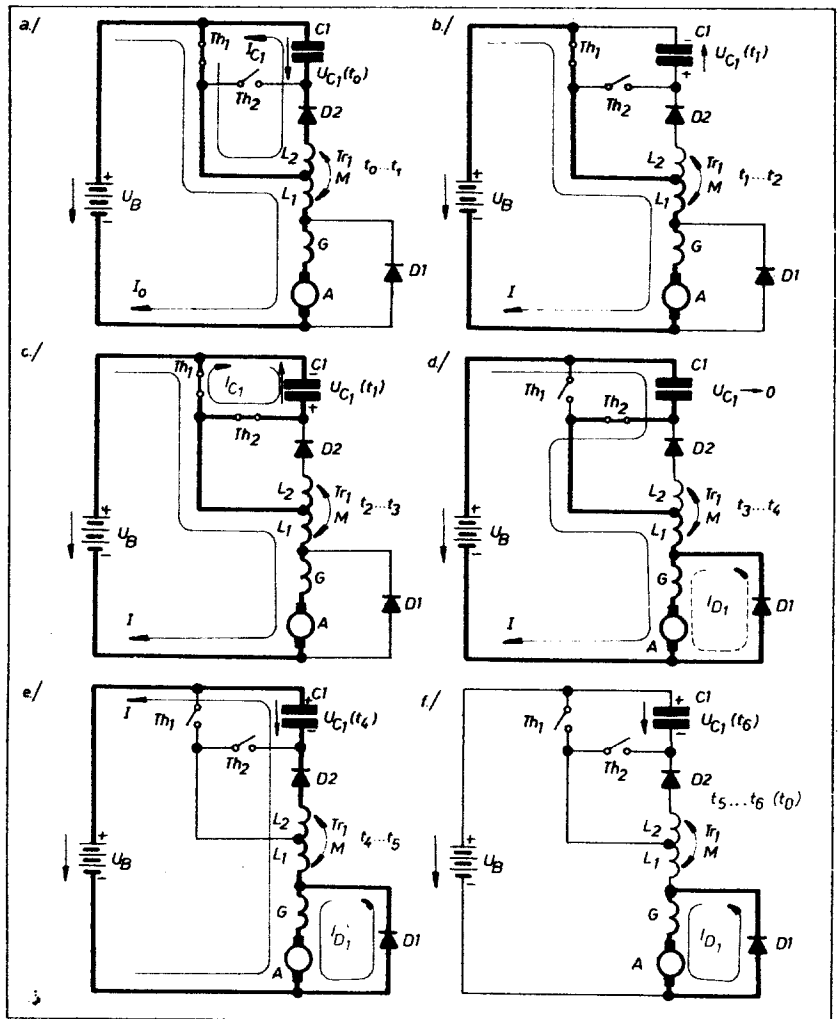 a./
Th1
IC1
C1
UC1(t0)
Th2
D2
L2
Tr1
M
t0...t1
L1
+
UB
-
G
D1
I0
A
b./
Th1
C1
-
UC1(t1)
+
Th2
D2
L2
Tr1
M
t1...t2
L1
+
UB
-
G
D1
I
A
c./
Th1
IC1
C1
-
UC1(t1)
+
Th2
D2
L2
Tr1
M
t2...t3
L1
+
UB
-
G
D1
I
A
d./
Th1
C1
UC1→0
Th2
D2
L2
Tr1
M
t3...t4
L1
+
UB
-
G
ID1
D1
I
A
e./
I
Th1
C1
+
UC1(t4)
-
Th2
D2
L2
Tr1
M
t4...t5
L1
+
UB
-
G
ID1
D1
A
f./
Th1
C1
+
UC1(t6)
-
Th2
D2
t5...t6 (t0)
L2
Tr1
M
L1
+
UB
-
G
ID1
D1
A